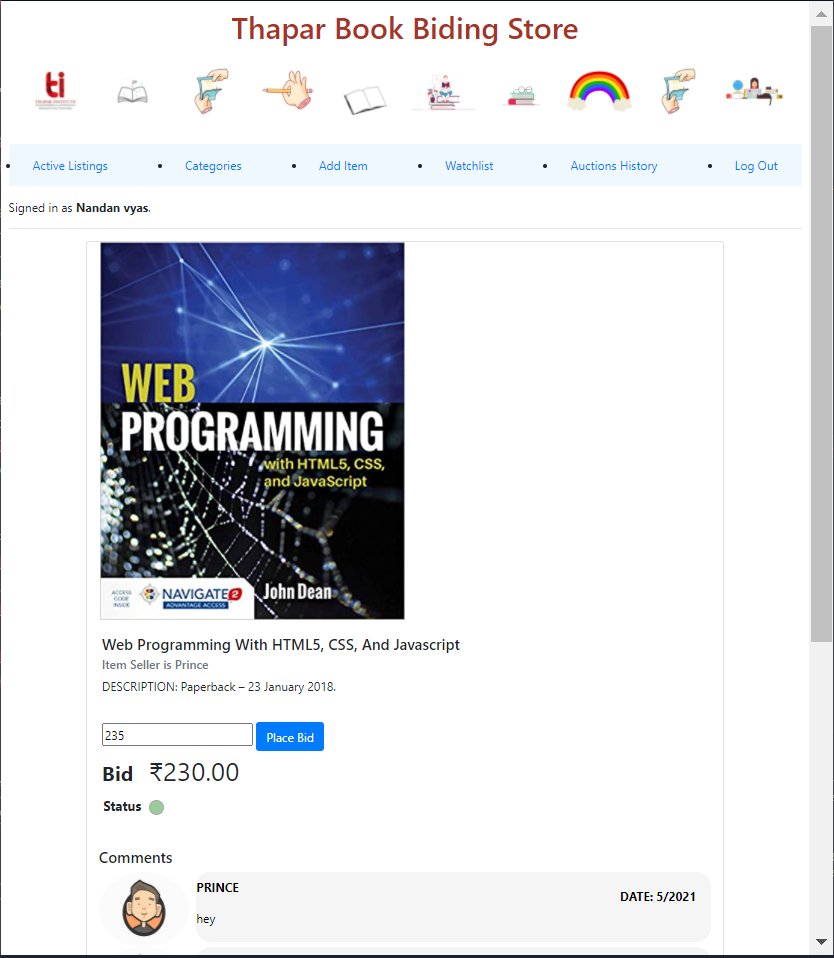 Thapar Book Biding Store
ti
THAPAR INSTITUTE
Active Listings
Categories
Add Item
Watchlist
Auctions History
Log Out
Signed in as Nandan vyas.
WEB
PROGRAMMING
with HTML5, CSS,
and JavaScript
ACCESS
CODE
INSIDE
NAVIGATE 2
ADVANTAGE ACCESS
John Dean
Web Programming With HTML5, CSS, And Javascript
Item Seller is Prince
DESCRIPTION: Paperback – 23 January 2018.
235
Place Bid
Bid ₹230.00
Status
Comments
PRINCE
DATE: 5/2021
hey